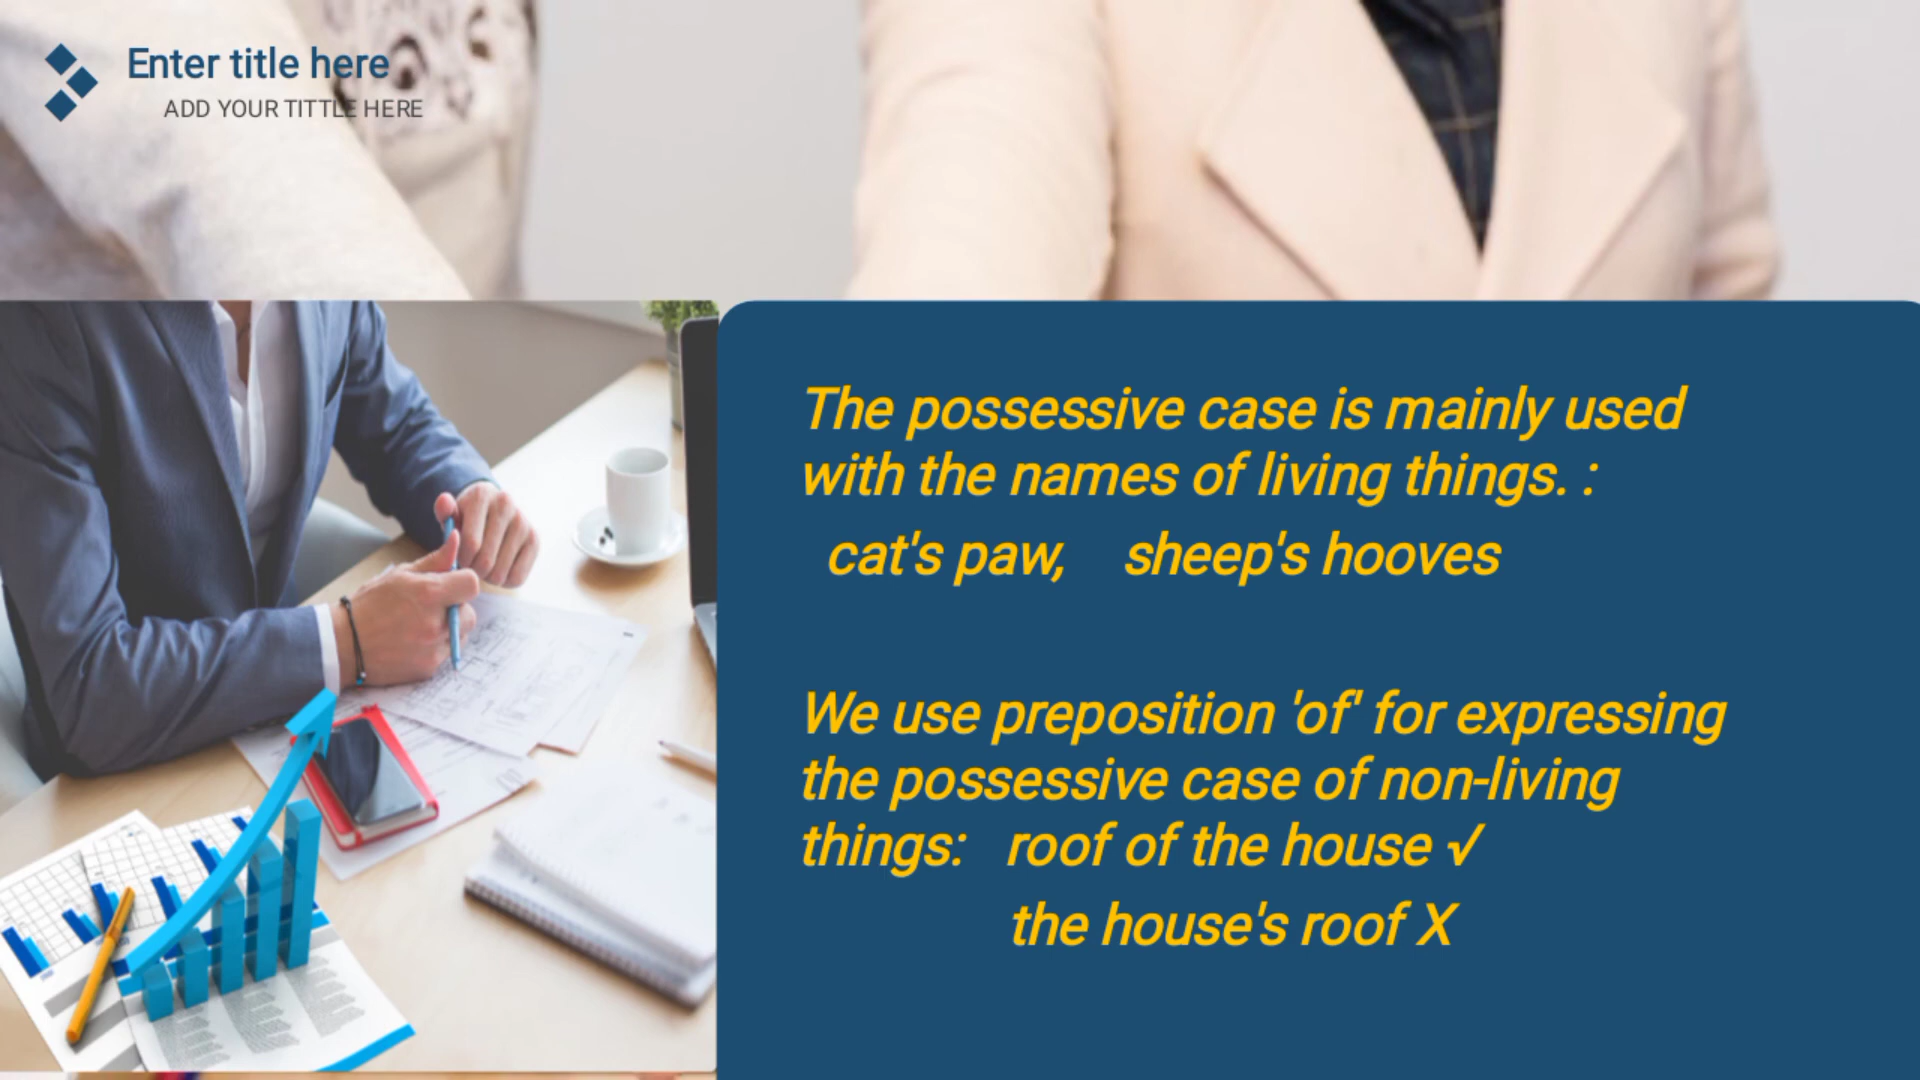 Enter title here
ADD YOUR TITTLE HERE
The possessive case is mainly used
with the names of living things. :
cat's paw, sheep's hooves
We use preposition 'of' for expressing
the possessive case of non-living
things: roof of the house √
the house's roof X